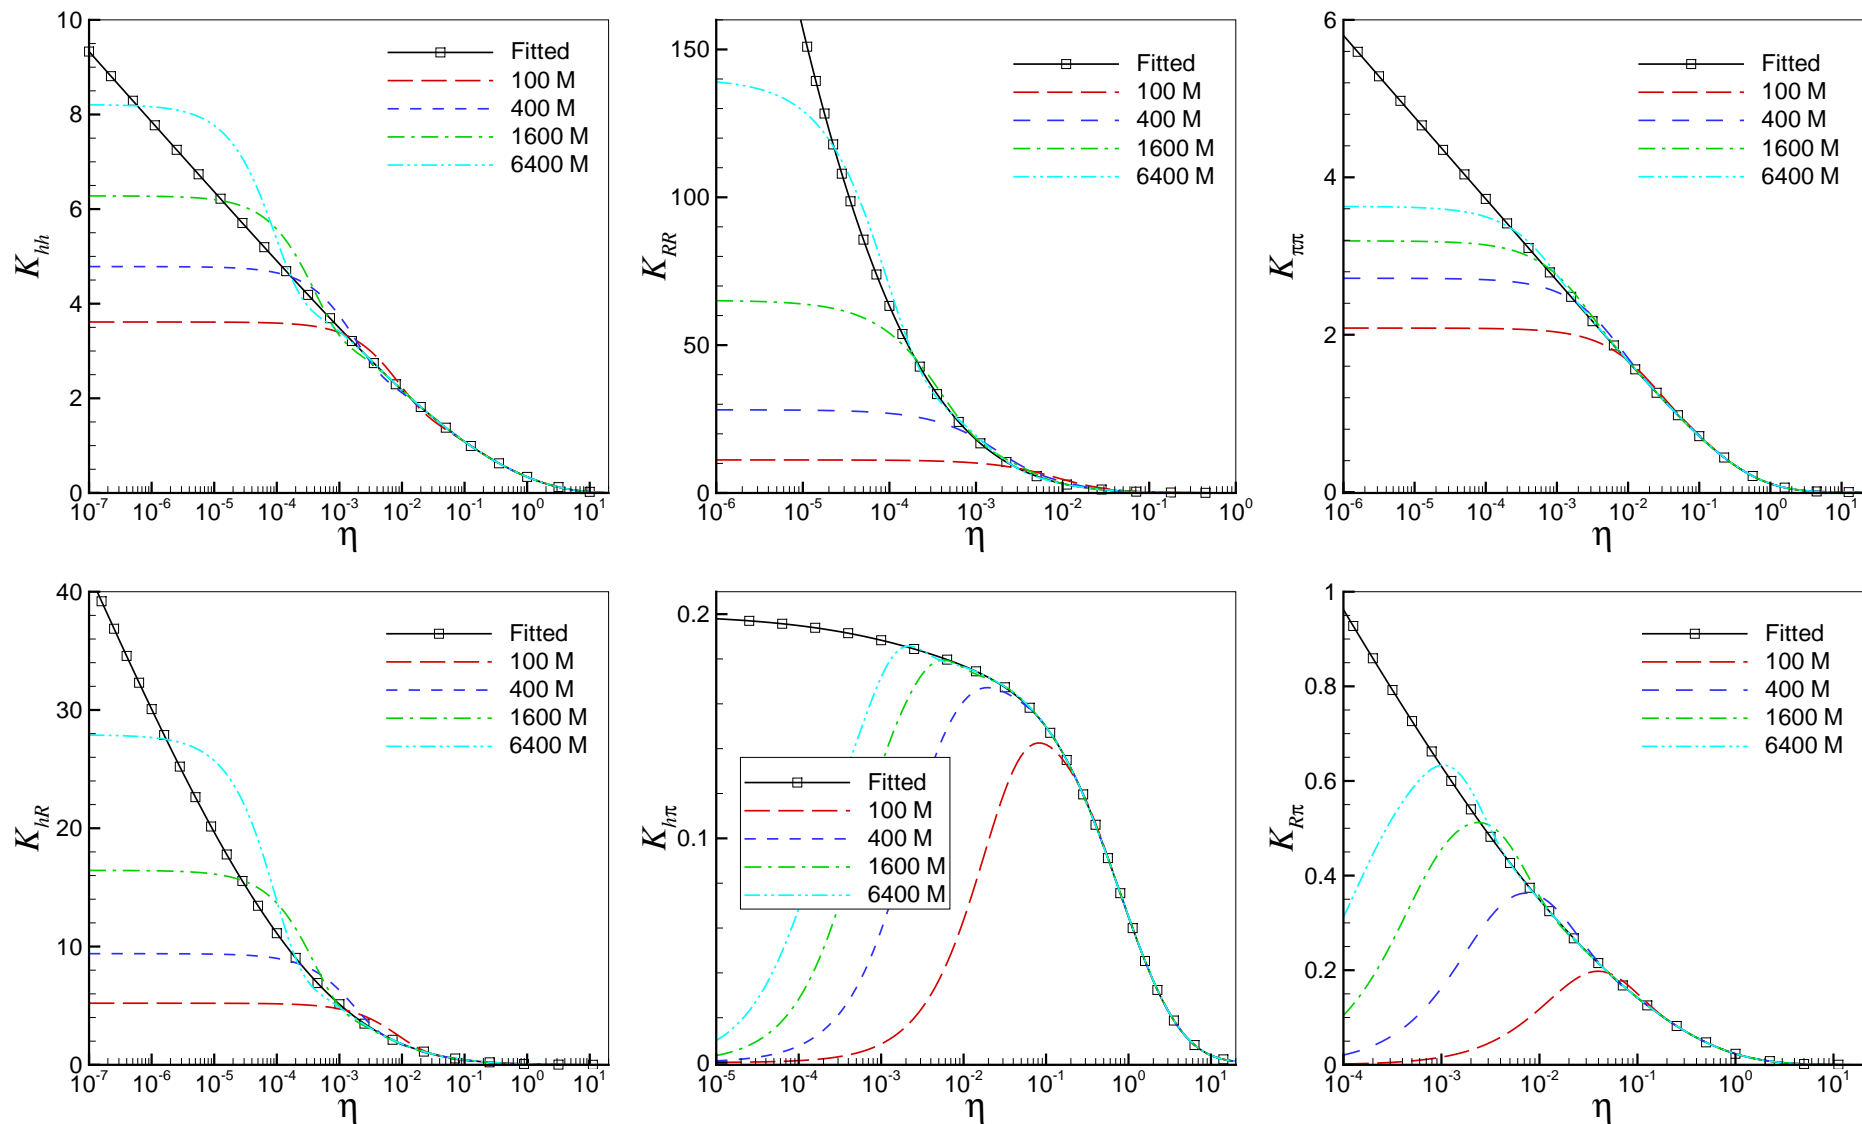 10
8
6
4
2
0
K_hh
10^-7 10^-6 10^-5 10^-4 10^-3 10^-2 10^-1 10^0 10^1
η
Fitted
100 M
400 M
1600 M
6400 M
150
100
50
0
K_RR
10^-6 10^-5 10^-4 10^-3 10^-2 10^-1 10^0
η
Fitted
100 M
400 M
1600 M
6400 M
6
4
2
0
K_ππ
10^-6 10^-5 10^-4 10^-3 10^-2 10^-1 10^0 10^1
η
Fitted
100 M
400 M
1600 M
6400 M
40
30
20
10
0
K_hR
10^-7 10^-6 10^-5 10^-4 10^-3 10^-2 10^-1 10^0 10^1
η
Fitted
100 M
400 M
1600 M
6400 M
0.2
0.1
0
K_hπ
10^-5 10^-4 10^-3 10^-2 10^-1 10^0 10^1
η
Fitted
100 M
400 M
1600 M
6400 M
1
0.8
0.6
0.4
0.2
0
K_Rπ
10^-4 10^-3 10^-2 10^-1 10^0 10^1
η
Fitted
100 M
400 M
1600 M
6400 M